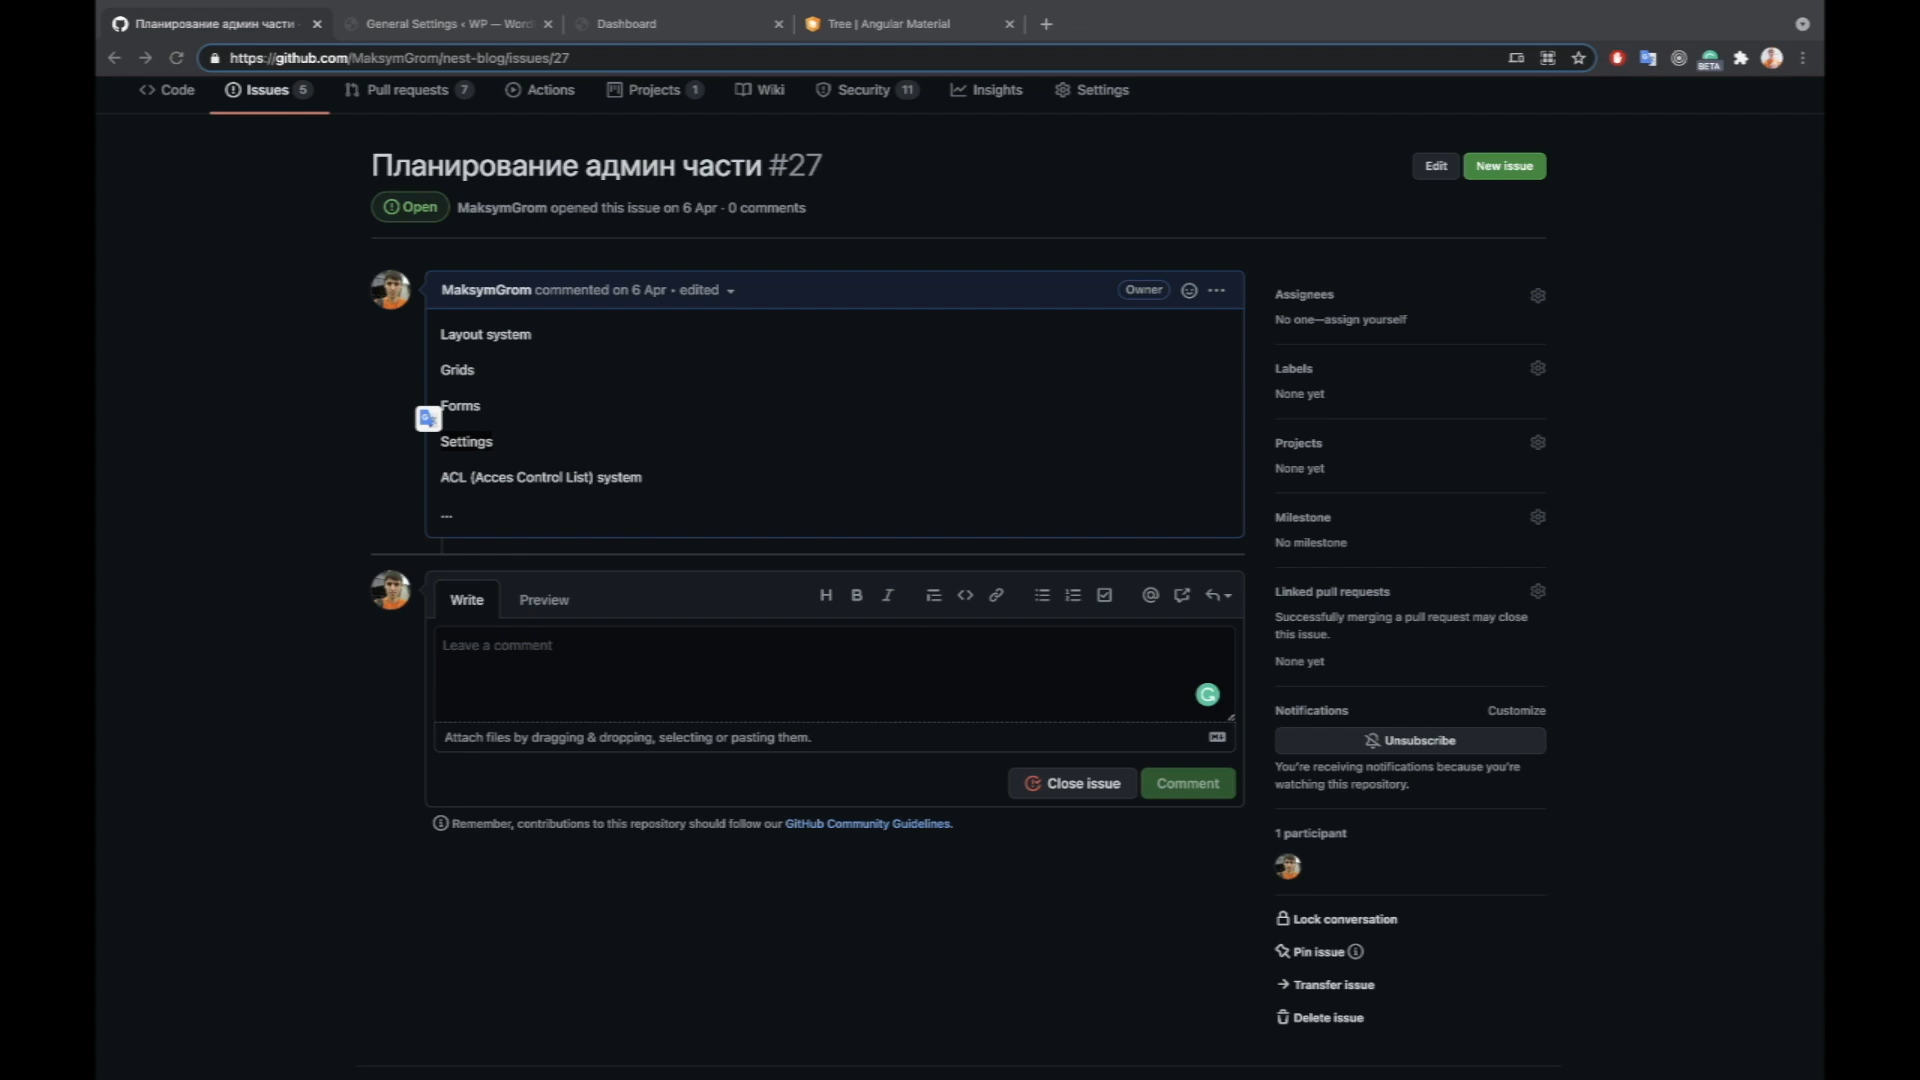 Планирование админ части
General Settings ‹ WP — Word
Dashboard
Tree | Angular Material
https://github.com/MaksymGrom/nest-blog/issues/27
BETA
Code
Issues 5
Pull requests 7
Actions
Projects 1
Wiki
Security 11
Insights
Settings
Планирование админ части #27
Edit
New issue
Open
MaksymGrom opened this issue on 6 Apr · 0 comments
MaksymGrom commented on 6 Apr • edited
Owner
Layout system
Grids
Forms
Settings
ACL (Acces Control List) system
...
Write
Preview
H B I
Leave a comment
Attach files by dragging & dropping, selecting or pasting them.
Close issue
Comment
Remember, contributions to this repository should follow our GitHub Community Guidelines.
Assignees
No one—assign yourself
Labels
None yet
Projects
None yet
Milestone
No milestone
Linked pull requests
Successfully merging a pull request may close
this issue.
None yet
Notifications
Customize
Unsubscribe
You're receiving notifications because you're
watching this repository.
1 participant
Lock conversation
Pin issue
Transfer issue
Delete issue